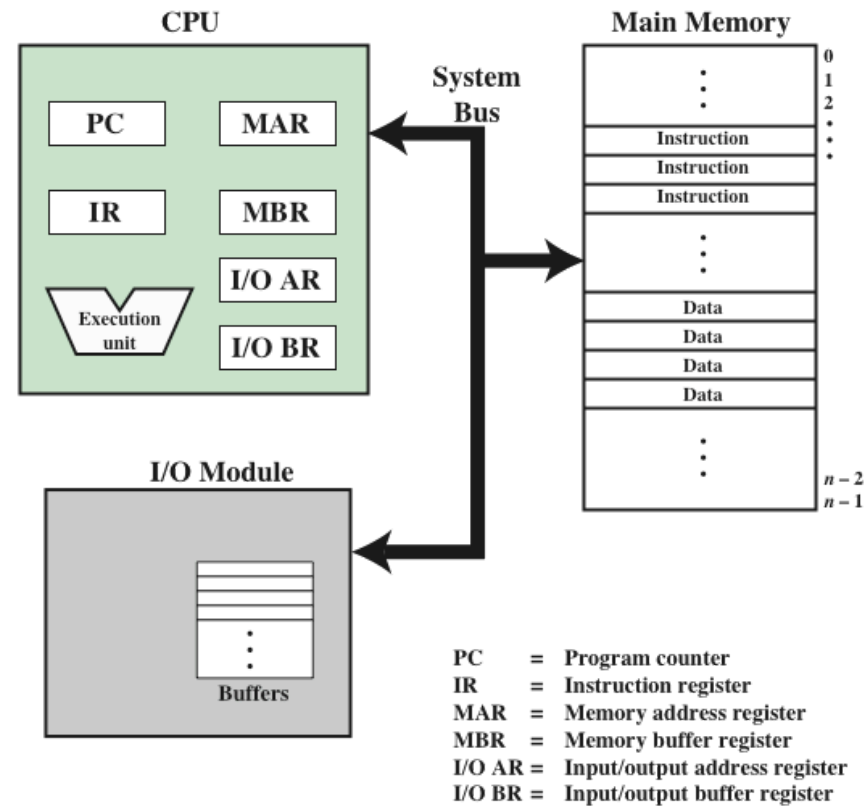 CPU
Main Memory
System
Bus
PC
MAR
IR
MBR
I/O AR
I/O BR
Execution
unit
0
1
2
Instruction
Instruction
Instruction
Data
Data
Data
Data
n – 2
n – 1
I/O Module
Buffers
PC = Program counter
IR = Instruction register
MAR = Memory address register
MBR = Memory buffer register
I/O AR = Input/output address register
I/O BR = Input/output buffer register